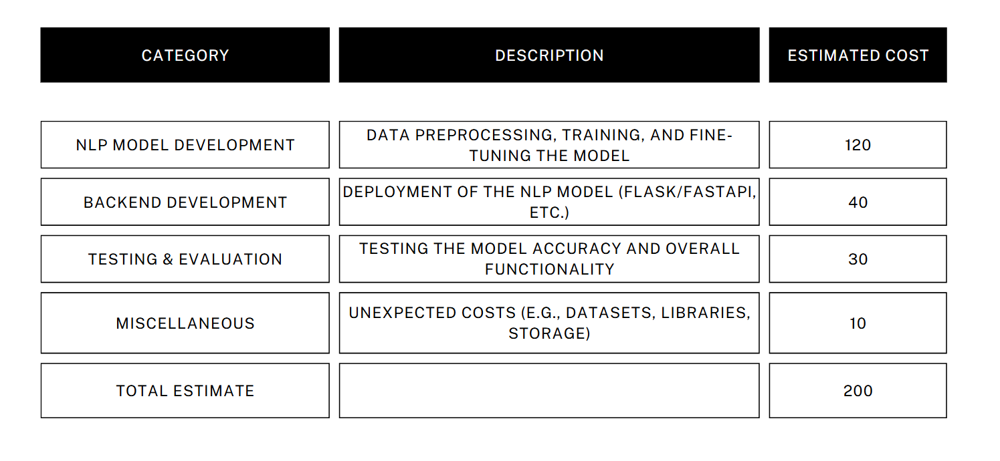 CATEGORY DESCRIPTION ESTIMATED COST
NLP MODEL DEVELOPMENT
DATA PREPROCESSING, TRAINING, AND FINE-
TUNING THE MODEL
120
BACKEND DEVELOPMENT
DEPLOYMENT OF THE NLP MODEL (FLASK/FASTAPI,
ETC.)
40
TESTING & EVALUATION
TESTING THE MODEL ACCURACY AND OVERALL
FUNCTIONALITY
30
MISCELLANEOUS
UNEXPECTED COSTS (E.G., DATASETS, LIBRARIES,
STORAGE)
10
TOTAL ESTIMATE 200